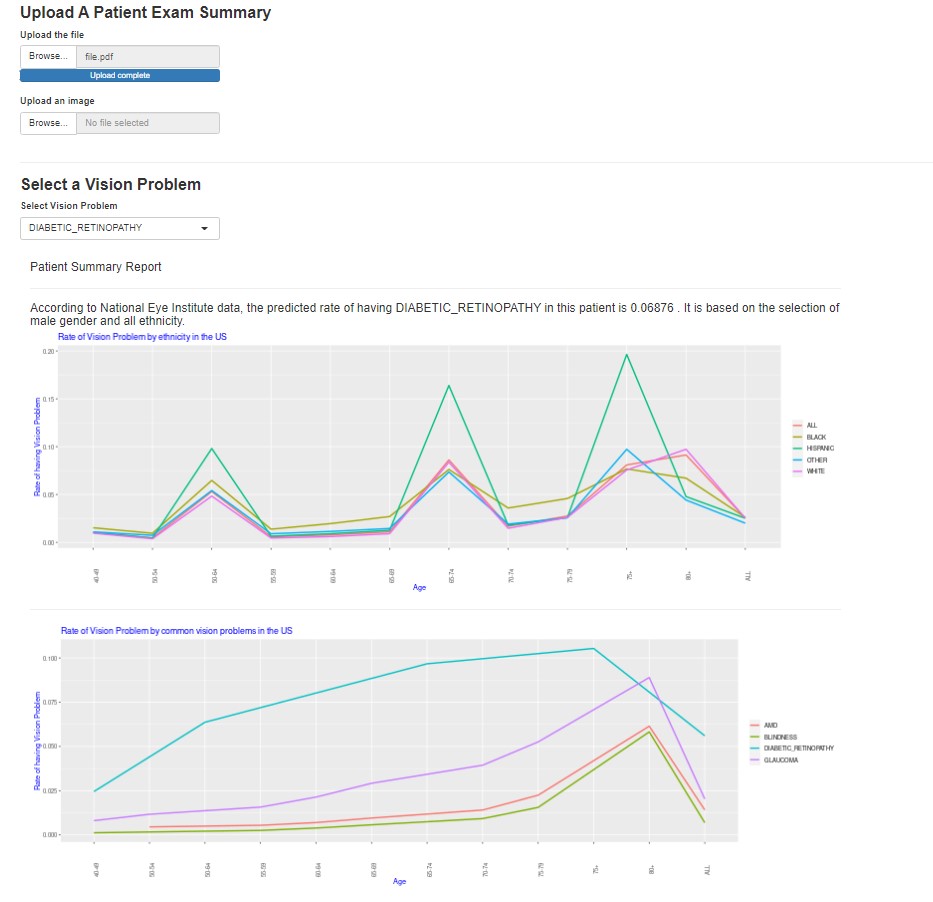 Upload A Patient Exam Summary
Upload the file
Browse... file.pdf
Upload complete
Upload an image
Browse... No file selected
Select a Vision Problem
Select Vision Problem
DIABETIC_RETINOPATHY
Patient Summary Report
According to National Eye Institute data, the predicted rate of having DIABETIC_RETINOPATHY in this patient is 0.06876 . It is based on the selection of
male gender and all ethnicity.
Rate of Vision Problem by ethnicity in the US
Rate of having Vision Problem
0.20
0.15
0.10
0.05
0.00
40-49 50-54 50-64 55-59 60-64 65-69 65-74 70-74 75-79 75+ 80+ ALL
Age
ALL
BLACK
HISPANIC
OTHER
WHITE
Rate of Vision Problem by common vision problems in the US
Rate of having Vision Problem
0.100
0.075
0.050
0.025
0.000
40-49 50-54 50-64 55-59 60-64 65-69 65-74 70-74 75-79 75+ 80+ ALL
Age
AMD
BLINDNESS
DIABETIC_RETINOPATHY
GLAUCOMA